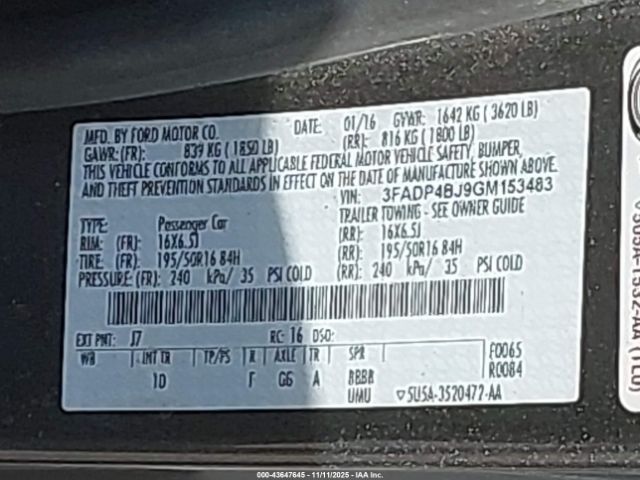 MFD. BY FORD MOTOR CO.
DATE: 01/16 GVWR: 1642 KG ( 3620 LB)
GAWR: (FR): 839 KG ( 1850 LB) (RR): 816 KG ( 1800 LB)
THIS VEHICLE CONFORMS TO ALL APPLICABLE FEDERAL MOTOR VEHICLE SAFETY, BUMPER,
AND THEFT PREVENTION STANDARDS IN EFFECT ON THE DATE OF MANUFACTURE SHOWN ABOVE.
VIN: 3FADP4BJ9GM153483
TYPE: Passenger Car TRAILER TOWING - SEE OWNER GUIDE
RIM: (FR): 16X6.5J (RR): 16X6.5J
TIRE: (FR): 195/50R16 84H (RR): 195/50R16 84H
PRESSURE: (FR): 240 kPa/ 35 PSI COLD (RR): 240 kPa/ 35 PSI COLD
EXT PNT: J7 RC: 16 DSO: F0065
WB INT TR TP/PS R AXLE TR SPR R0084
10 F G6 A BBBB
UMU 5U5A-3520472-AA
000-43647645 - 11/11/2025 - IAA Inc.